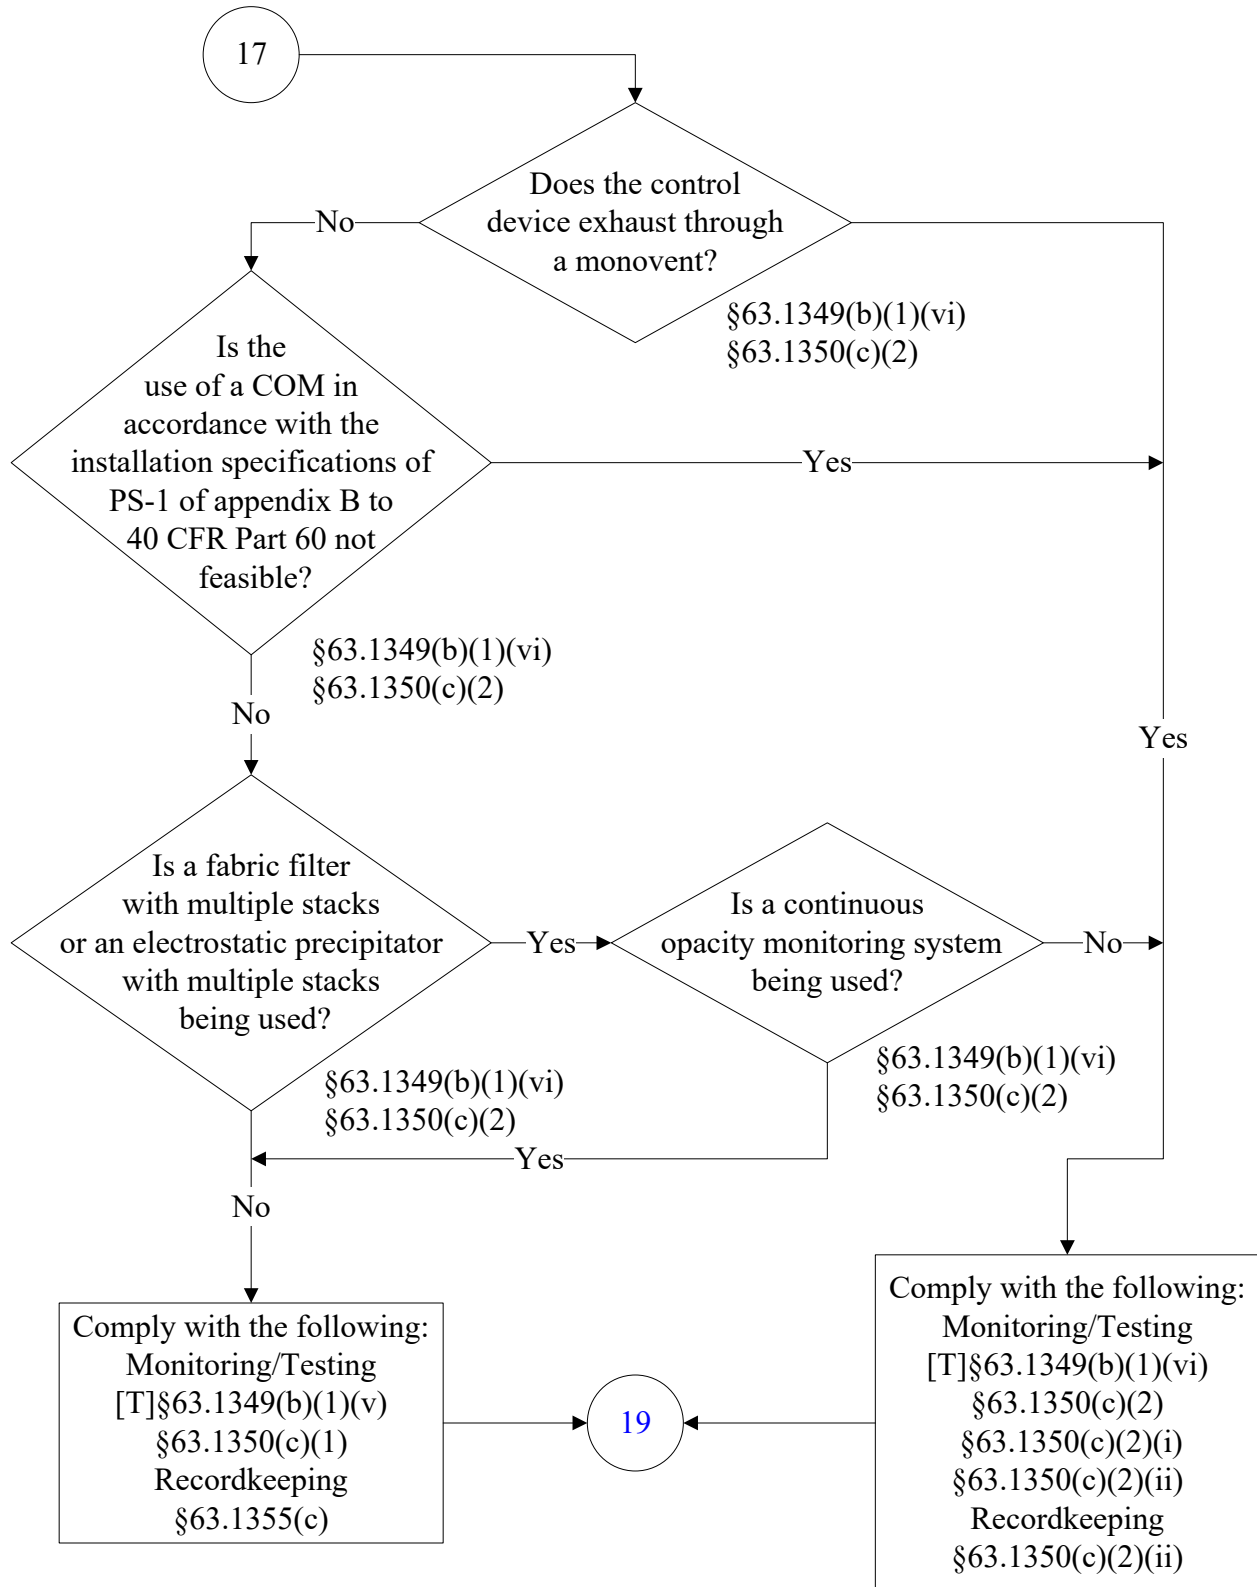 17
Does the control
device exhaust through
a monovent?
No
§63.1349(b)(1)(vi)
§63.1350(c)(2)
Is the
use of a COM in
accordance with the
installation specifications of
PS-1 of appendix B to
40 CFR Part 60 not
feasible?
Yes
§63.1349(b)(1)(vi)
§63.1350(c)(2)
No
Yes
Is a fabric filter
with multiple stacks
or an electrostatic precipitator
with multiple stacks
being used?
Yes
Is a continuous
opacity monitoring system
being used?
No
§63.1349(b)(1)(vi)
§63.1350(c)(2)
§63.1349(b)(1)(vi)
§63.1350(c)(2)
Yes
No
Comply with the following:
Monitoring/Testing
[T]§63.1349(b)(1)(v)
§63.1350(c)(1)
Recordkeeping
§63.1355(c)
19
Comply with the following:
Monitoring/Testing
[T]§63.1349(b)(1)(vi)
§63.1350(c)(2)
§63.1350(c)(2)(i)
§63.1350(c)(2)(ii)
Recordkeeping
§63.1350(c)(2)(ii)